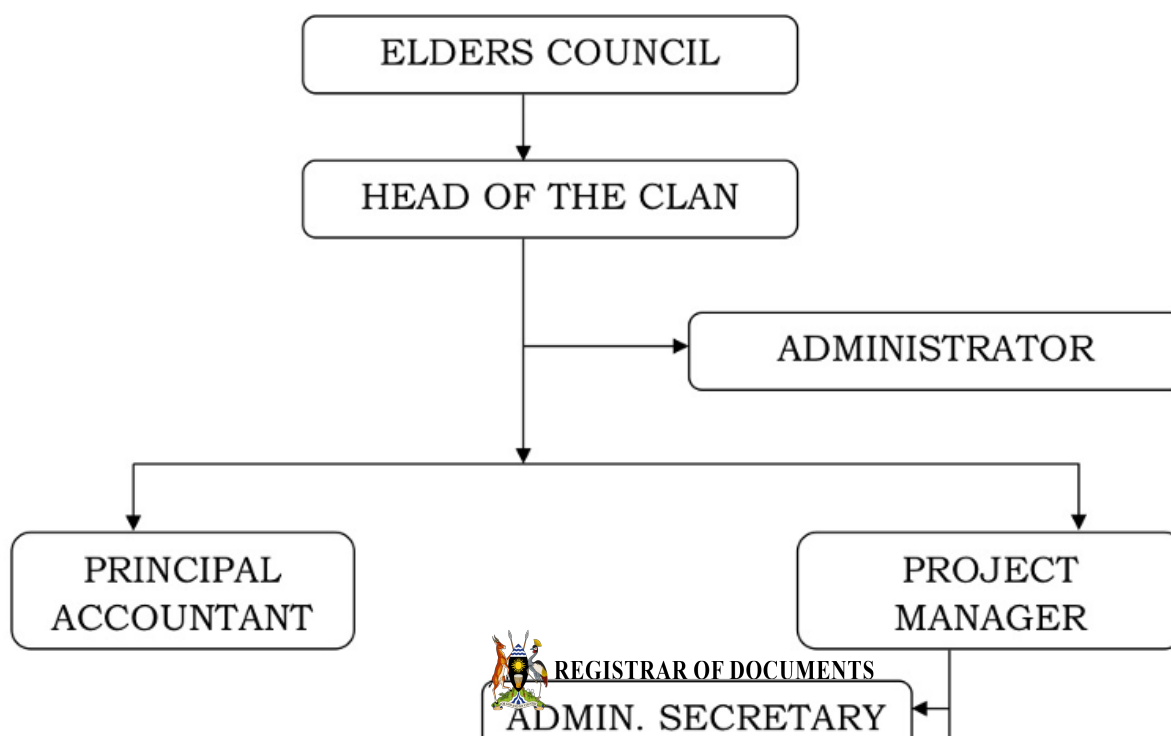 ELDERS COUNCIL
HEAD OF THE CLAN
ADMINISTRATOR
PRINCIPAL
ACCOUNTANT
PROJECT
MANAGER
REGISTRAR OF DOCUMENTS
ADMIN. SECRETARY